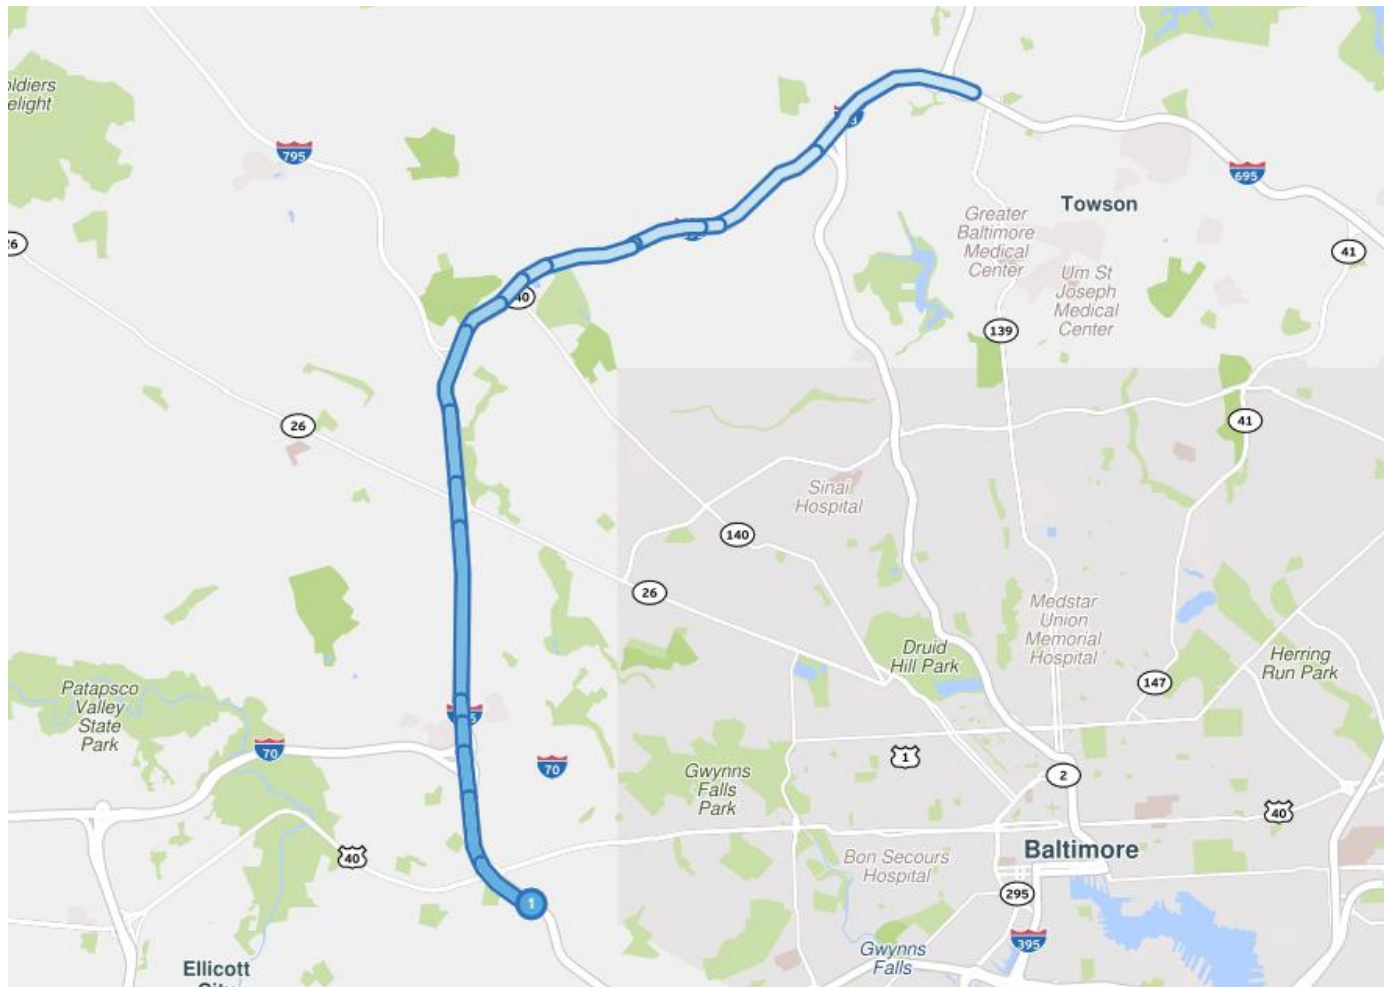 oldiers
elight
795
Towson
695
Greater
Baltimore
Medical
Center
26
41
Um St
Joseph
Medical
Center
40
139
26
41
Sinai
Hospital
140
26
Medstar
Union
Memorial
Hospital
Druid
Hill Park
Herring
Run Park
147
Patapsco
Valley
State
Park
70
70
1
2
Gwynns
Falls
Park
40
40
Baltimore
Bon Secours
Hospital
295
1
395
Gwynns
Falls
Ellicott
City